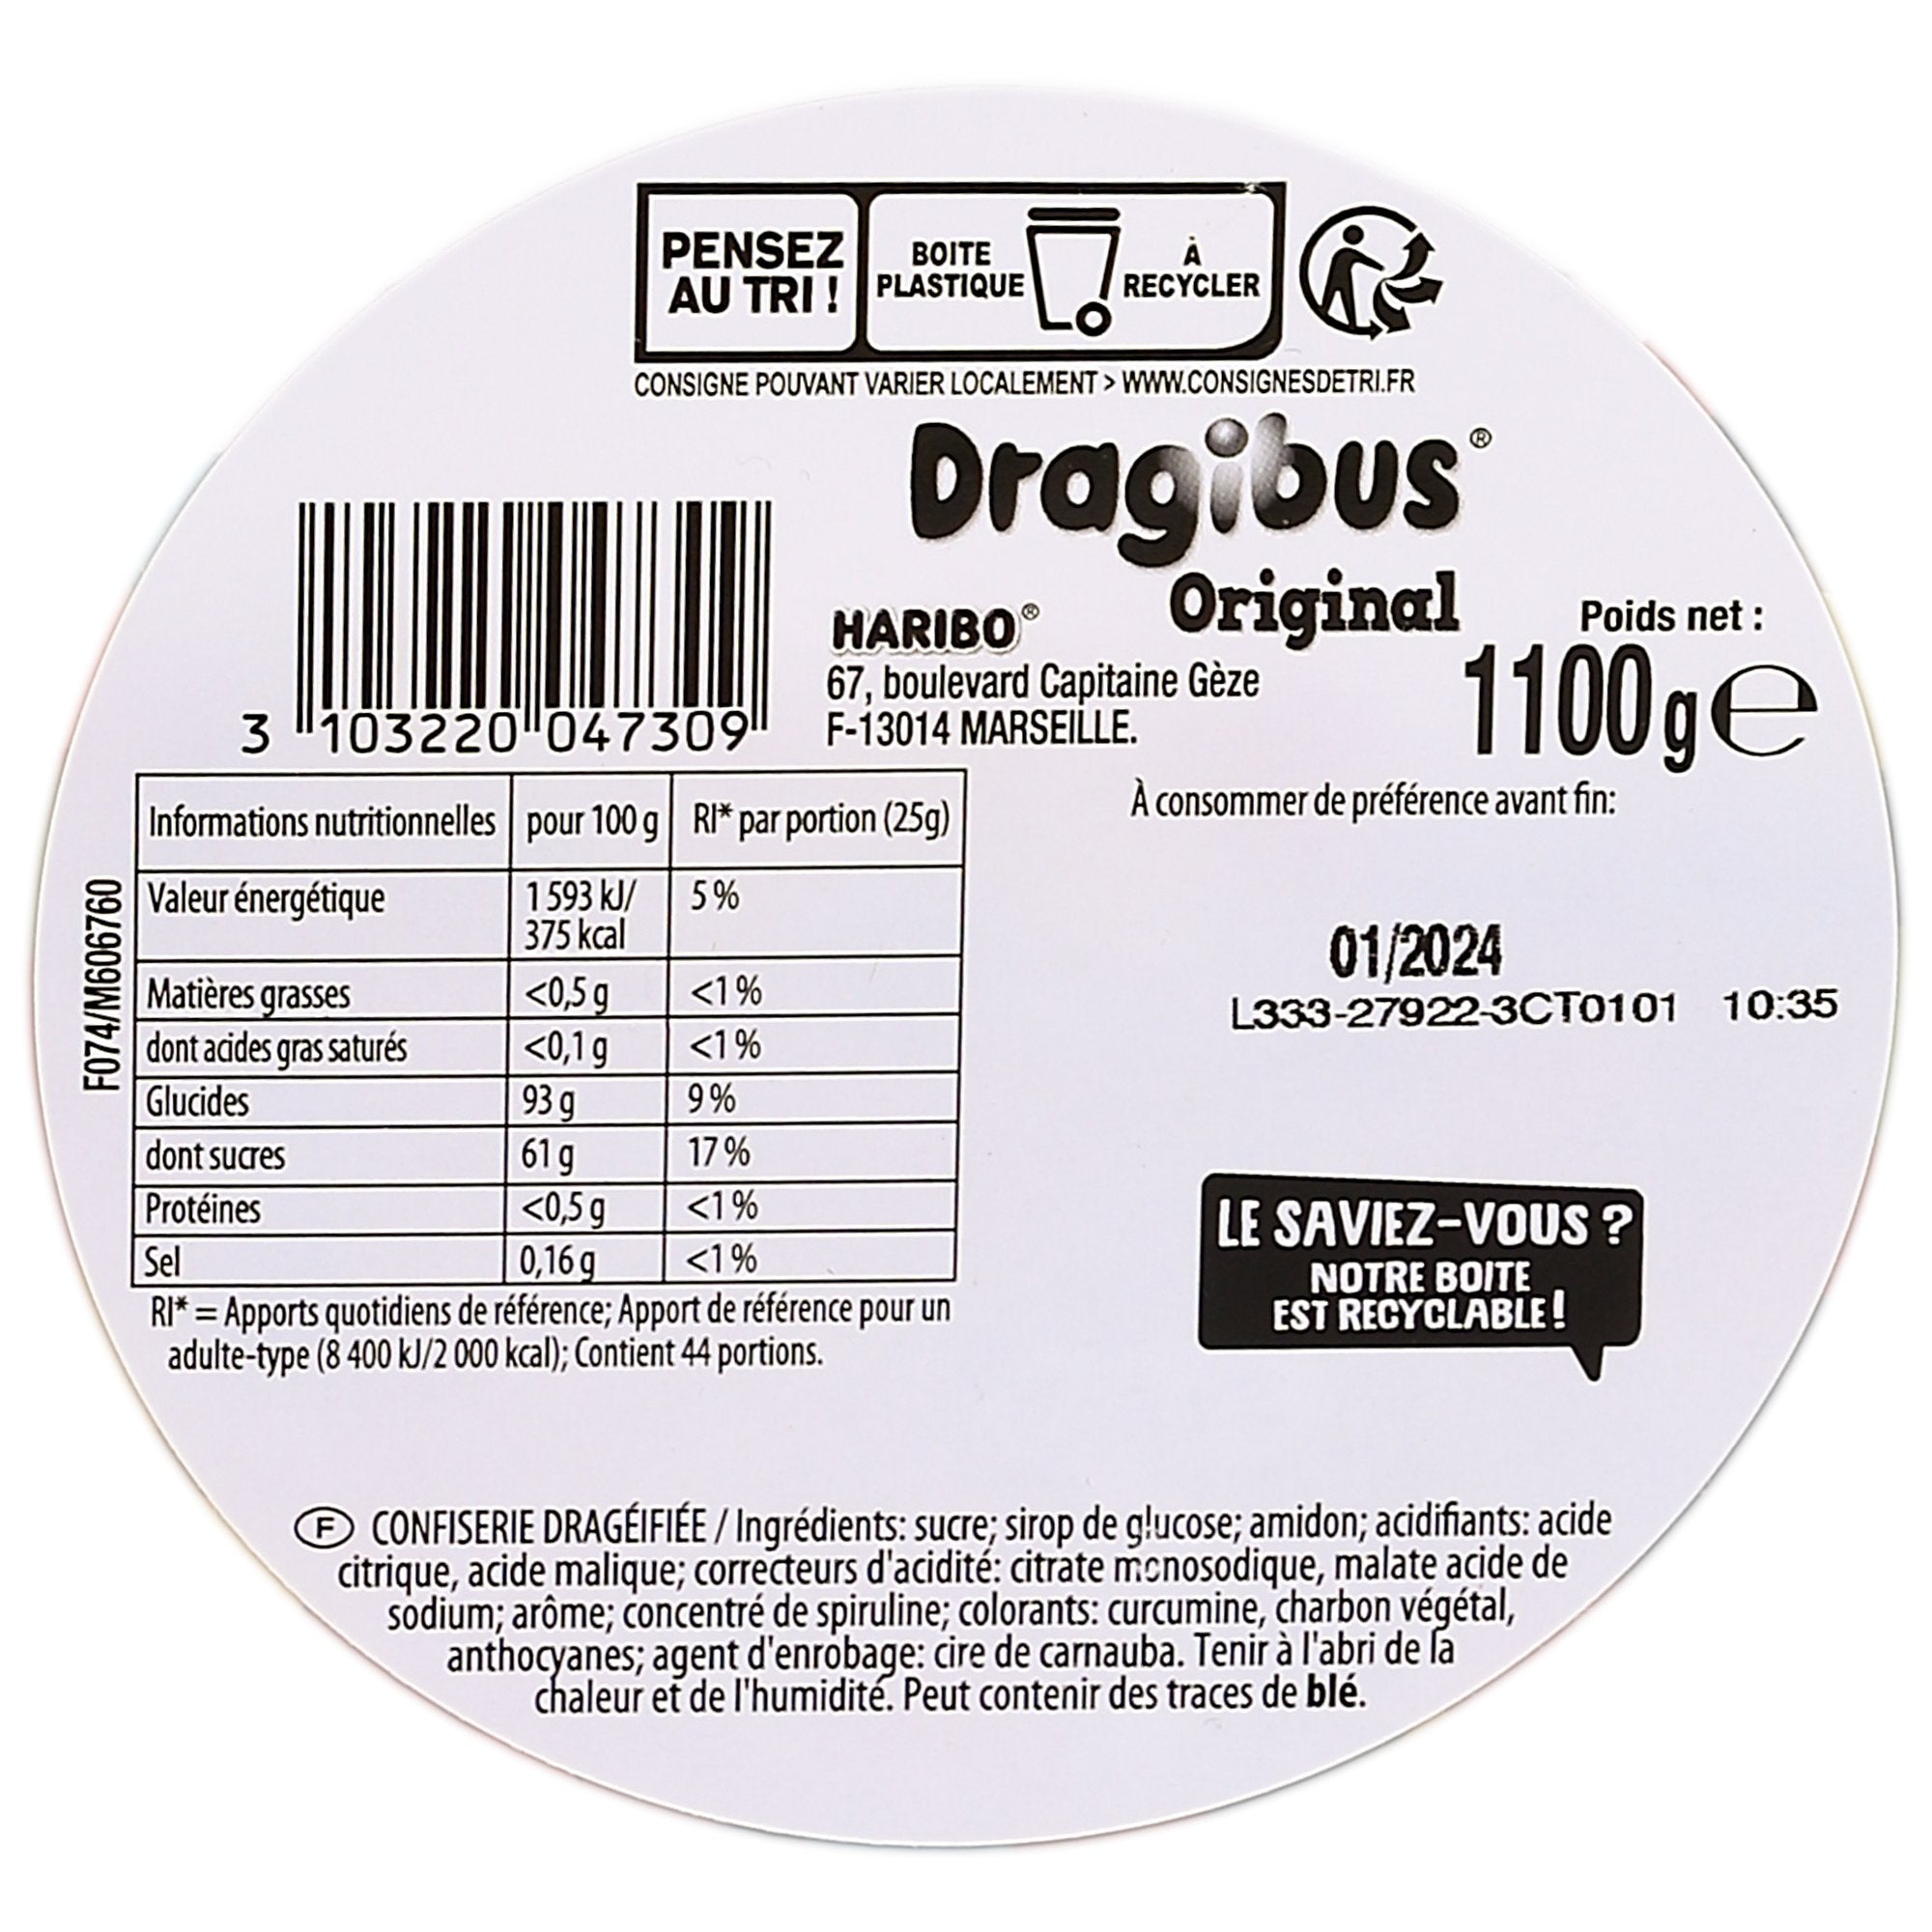 PENSEZ
AU TRI !
BOITE
PLASTIQUE
À
RECYCLER
CONSIGNE POUVANT VARIER LOCALEMENT > WWW.CONSIGNESDETRI.FR
Dragibus®
Original
HARIBO®
67, boulevard Capitaine Gèze
F-13014 MARSEILLE.
Poids net :
1100 g e
3 103220 047309
À consommer de préférence avant fin:
01/2024
L333-27922-3CT0101 10:35
F074/M606760
Informations nutritionnelles pour 100 g RI* par portion (25g)
Valeur énergétique 1 593 kJ/ 5 %
375 kcal
Matières grasses <0,5 g <1 %
dont acides gras saturés <0,1 g <1 %
Glucides 93 g 9 %
dont sucres 61 g 17 %
Protéines <0,5 g <1 %
Sel 0,16 g <1 %
RI* = Apports quotidiens de référence; Apport de référence pour un
adulte-type (8 400 kJ/2 000 kcal); Contient 44 portions.
LE SAVIEZ-VOUS ?
NOTRE BOITE
EST RECYCLABLE !
F CONFISERIE DRAGÉIFIÉE / Ingrédients: sucre; sirop de glucose; amidon; acidifiants: acide
citrique, acide malique; correcteurs d'acidité: citrate monosodique, malate acide de
sodium; arôme; concentré de spiruline; colorants: curcumine, charbon végétal,
anthocyanes; agent d'enrobage: cire de carnauba. Tenir à l'abri de la
chaleur et de l'humidité. Peut contenir des traces de blé.